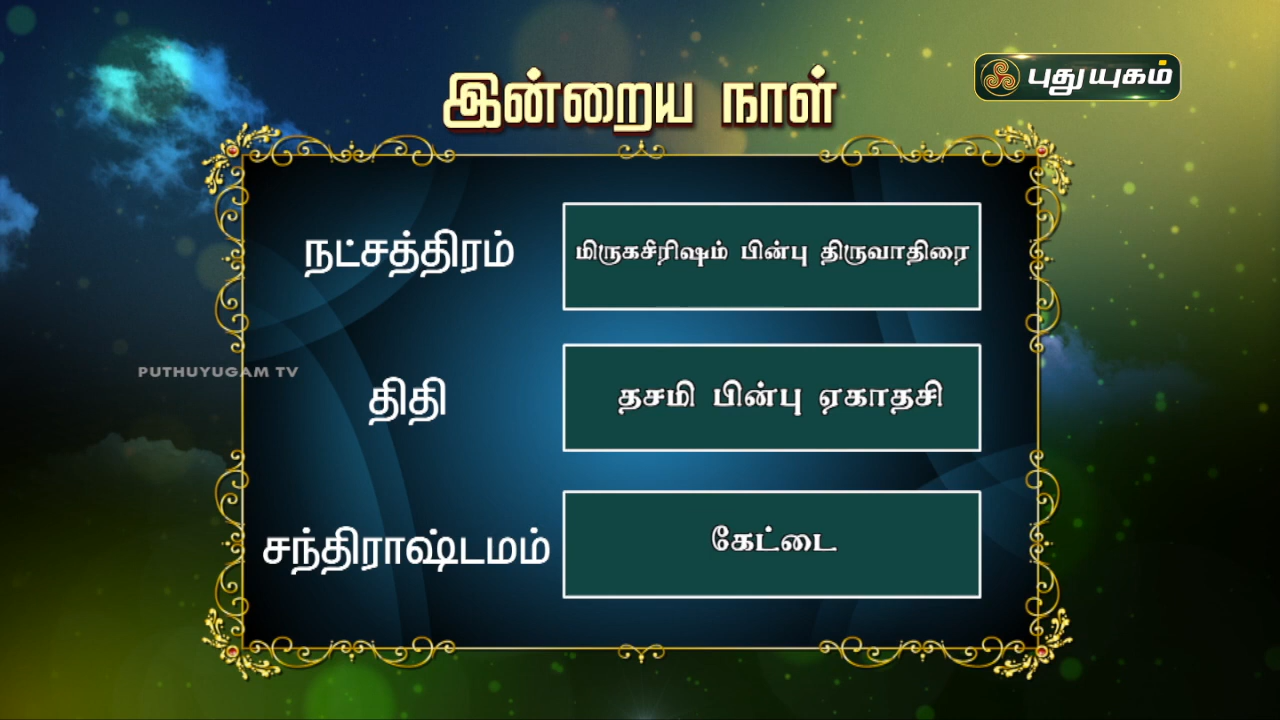 இன்றைய நாள்
புதுயுகம்
நட்சத்திரம்
மிருகசீரிஷம் பின்பு திருவாதிரை
PUTHUYUGAM TV
திதி
தசமி பின்பு ஏகாதசி
சந்திராஷ்டமம்
கேட்டை